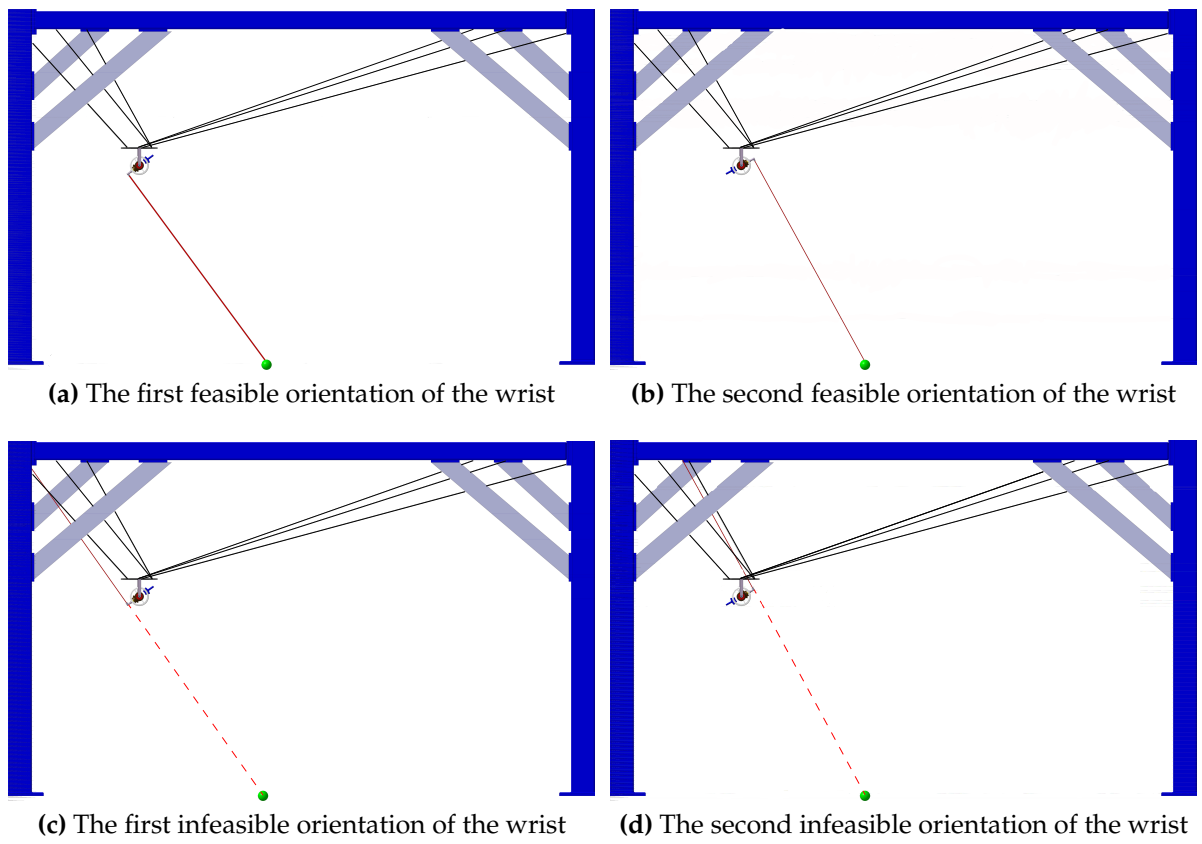 (a) The first feasible orientation of the wrist
(b) The second feasible orientation of the wrist
(c) The first infeasible orientation of the wrist
(d) The second infeasible orientation of the wrist